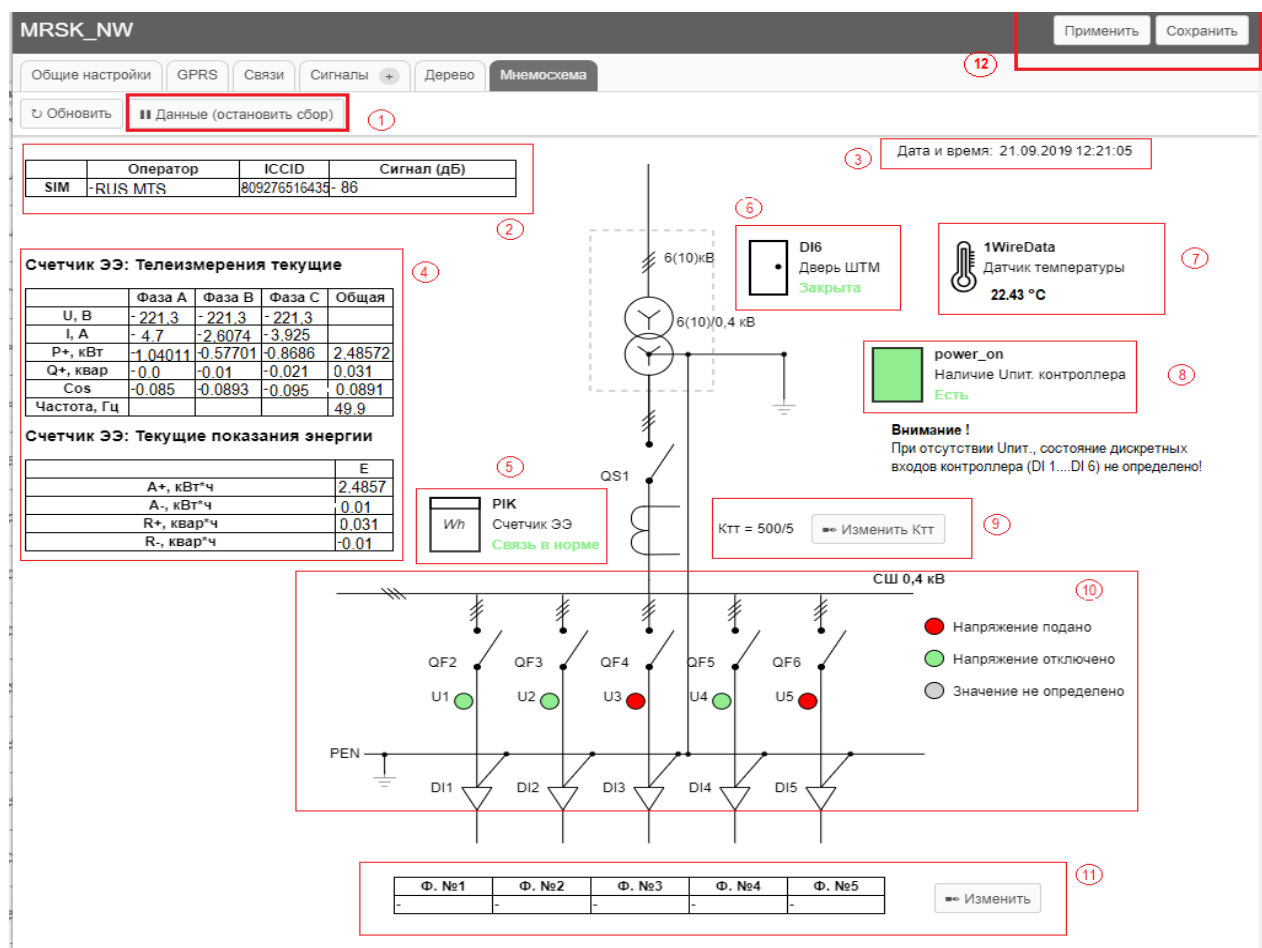 MRSK_NW
Применить Сохранить
12
Общие настройки GPRS Связи Сигналы + Дерево Мнемосхема
Обновить Данные (остановить сбор)
1
Дата и время: 21.09.2019 12:21:05
3
Оператор ICCID Сигнал (дБ)
SIM -RUS MTS 809276516435 - 86
2
6
DI6
Дверь ШТМ
Закрыта
1WireData
Датчик температуры
22.43 °C
7
Счетчик ЭЭ: Телеизмерения текущие
4
Фаза A Фаза B Фаза C Общая
U, В - 221,3 - 221,3 - 221,3
I, А - 4.7 -2,6074 - 3,925
P+, кВт -1.04011 -0.57701 -0.8686 2,48572
Q+, квар - 0.0 -0.01 -0.021 0.031
Cos -0.085 -0.0893 -0.095 0.0891
Частота, Гц 49.9
6(10)кВ
6(10)/0,4 кВ
power_on
Наличие Uпит. контроллера
Есть
8
Внимание !
При отсутствии Uпит., состояние дискретных
входов контроллера (DI 1....DI 6) не определено!
Счетчик ЭЭ: Текущие показания энергии
E
A+, кВт*ч 2,4857
A-, кВт*ч 0.01
R+, квар*ч 0,031
R-, квар*ч -0.01
5
QS1
Wh
PIK
Счетчик ЭЭ
Связь в норме
Ктт = 500/5 Изменить Ктт
9
СШ 0,4 кВ
10
Напряжение подано
Напряжение отключено
Значение не определено
QF2 QF3 QF4 QF5 QF6
U1 U2 U3 U4 U5
PEN
DI1 DI2 DI3 DI4 DI5
11
Ф. №1 Ф. №2 Ф. №3 Ф. №4 Ф. №5
- - - - -
Изменить